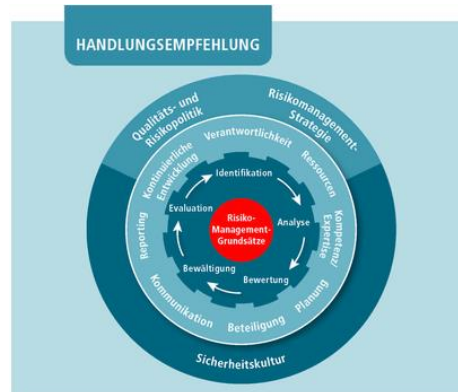 HANDLUNGSEMPFEHLUNG
Qualitäts- und
Risikopolitik
Risikomanagement-
Strategie
Verantwortlichkeit
Ressourcen
Kompetenz/
Expertise
Planung
Beteiligung
Kommunikation
Reporting
Kontinuierliche
Entwicklung
Identifikation
Analyse
Bewertung
Bewältigung
Evaluation
Risiko-
Management-
Grundsätze
Sicherheitskultur